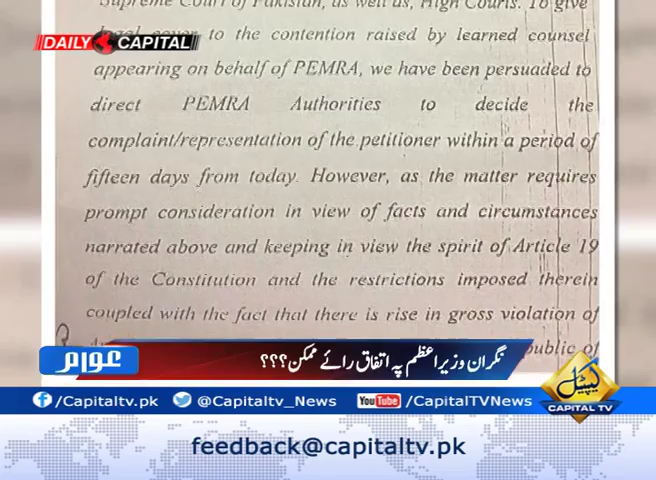 Supreme Court of Pakistan, as well as, High Courts. To give
legal cover to the contention raised by learned counsel
DAILY CAPITAL
appearing on behalf of PEMRA, we have been persuaded to
direct PEMRA Authorities to decide the
complaint/representation of the petitioner within a period of
fifteen days from today. However, as the matter requires
prompt consideration in view of facts and circumstances
narrated above and keeping in view the spirit of Article 19
of the Constitution and the restrictions imposed therein
coupled with the fact that there is rise in gross violation of
public of
عوام
نگران وزیراعظم پہ اتفاق رائے ممکن؟؟؟
کیپیٹل
CAPITAL TV
/Capitaltv.pk
@Capitaltv_News
YouTube /CapitalTVNews
feedback@capitaltv.pk